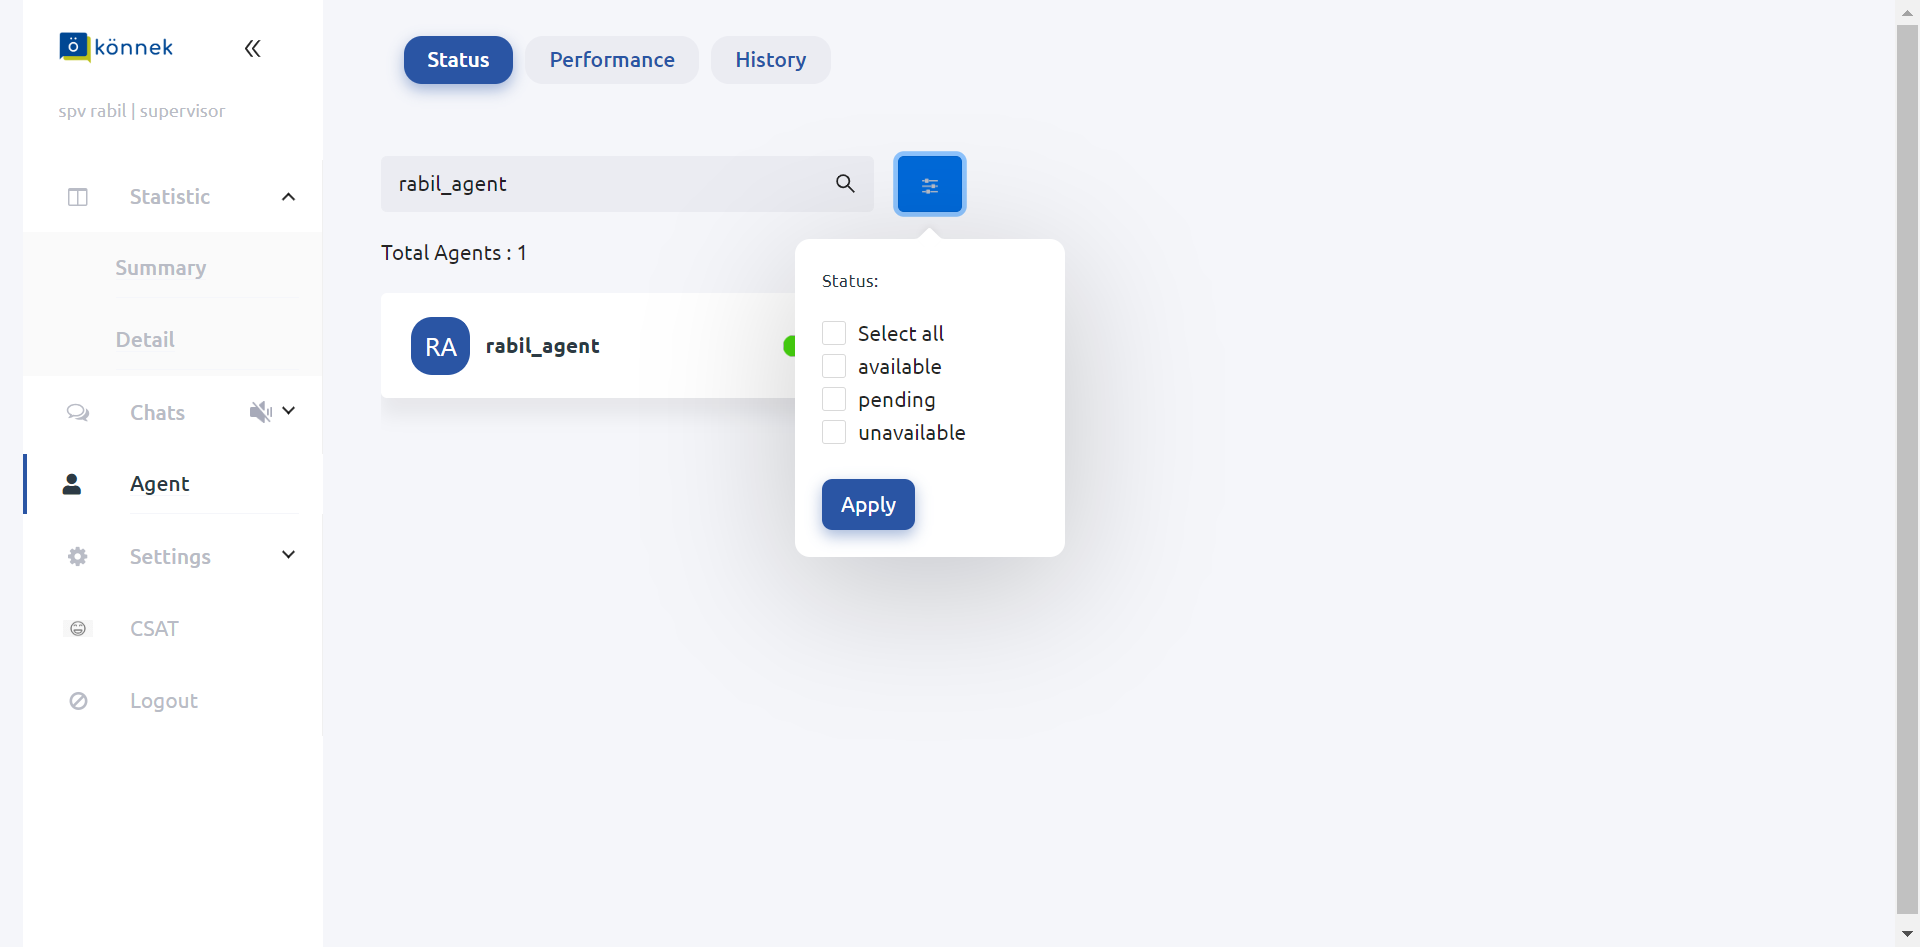 ö könnek
spv rabil | supervisor
Statistic
Summary
Detail
Chats
Agent
Settings
CSAT
Logout
Status
Performance
History
rabil_agent
Total Agents : 1
RA
rabil_agent
Status:
Select all
available
pending
unavailable
Apply